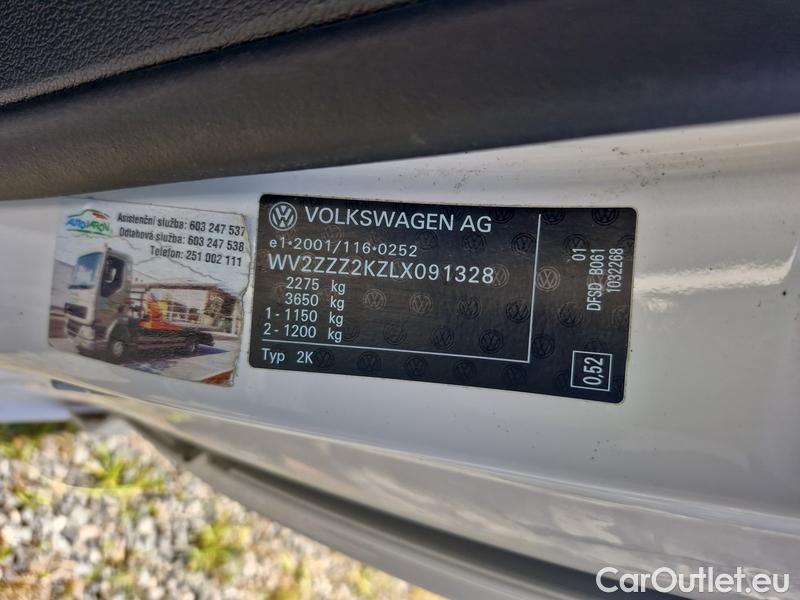 AUTO JAROŇ
Asistenční služba: 603 247 537
Odtahová služba: 603 247 538
Telefon: 251 002 111
VOLKSWAGEN AG
e1*2001/116*0252
WV2ZZZ2KZLX091328
2275 kg
3650 kg
1 - 1150 kg
2 - 1200 kg
Typ 2K
01
DFSD B061
1032268
0,52
CarOutlet.eu